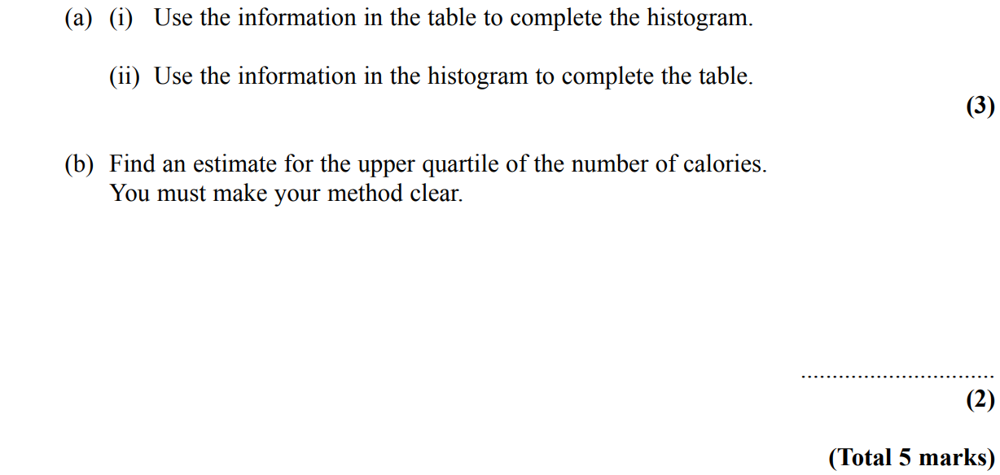 (a) (i) Use the information in the table to complete the histogram.
(ii) Use the information in the histogram to complete the table.
(3)
(b) Find an estimate for the upper quartile of the number of calories.
You must make your method clear.
...............................
(2)
(Total 5 marks)